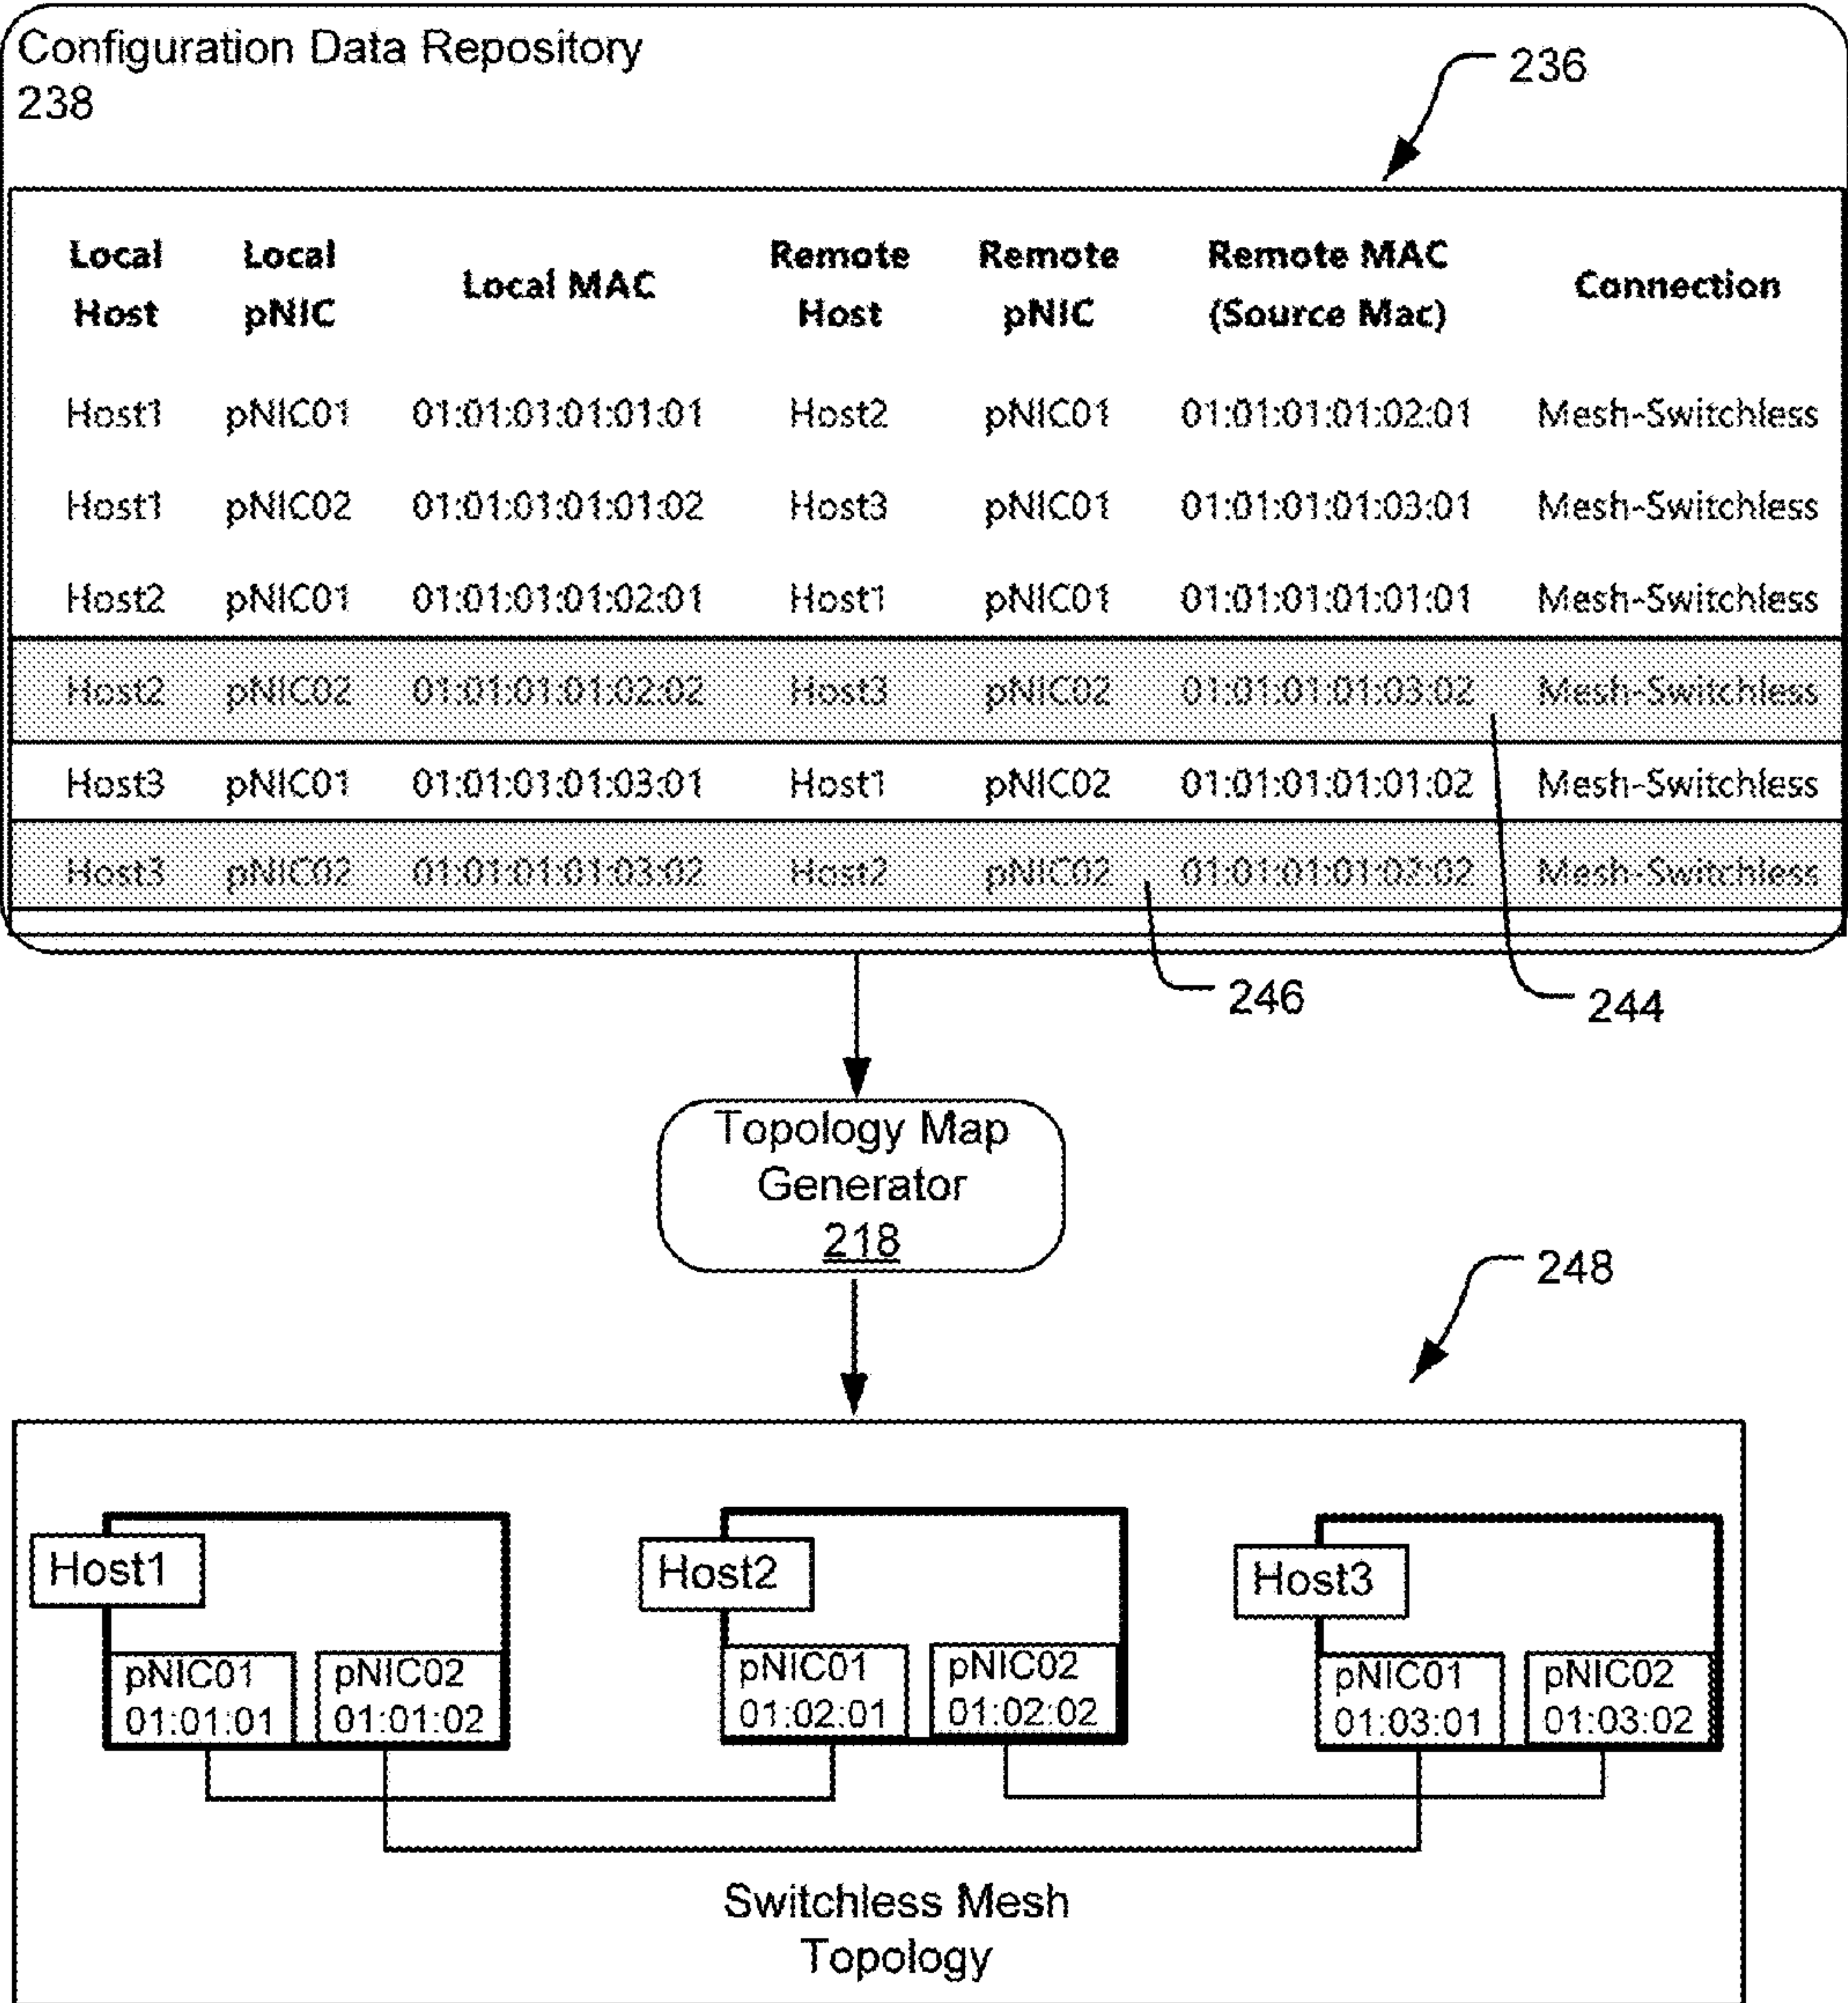 Configuration Data Repository
238
236
Local Host Local pNIC Local MAC Remote Host Remote pNIC Remote MAC (Source Mac) Connection
Host1 pNIC01 01:01:01:01:01:01 Host2 pNIC01 01:01:01:01:02:01 Mesh-Switchless
Host1 pNIC02 01:01:01:01:01:02 Host3 pNIC01 01:01:01:01:03:01 Mesh-Switchless
Host2 pNIC01 01:01:01:01:02:01 Host1 pNIC01 01:01:01:01:01:01 Mesh-Switchless
Host2 pNIC02 01:01:01:01:02:02 Host3 pNIC02 01:01:01:01:03:02 Mesh-Switchless
Host3 pNIC01 01:01:01:01:03:01 Host1 pNIC02 01:01:01:01:01:02 Mesh-Switchless
Host3 pNIC02 01:01:01:01:03:02 Host2 pNIC02 01:01:01:01:02:02 Mesh-Switchless
246
244
Topology Map
Generator
218
248
Host1
pNIC01
01:01:01
pNIC02
01:01:02
Host2
pNIC01
01:02:01
pNIC02
01:02:02
Host3
pNIC01
01:03:01
pNIC02
01:03:02
Switchless Mesh
Topology